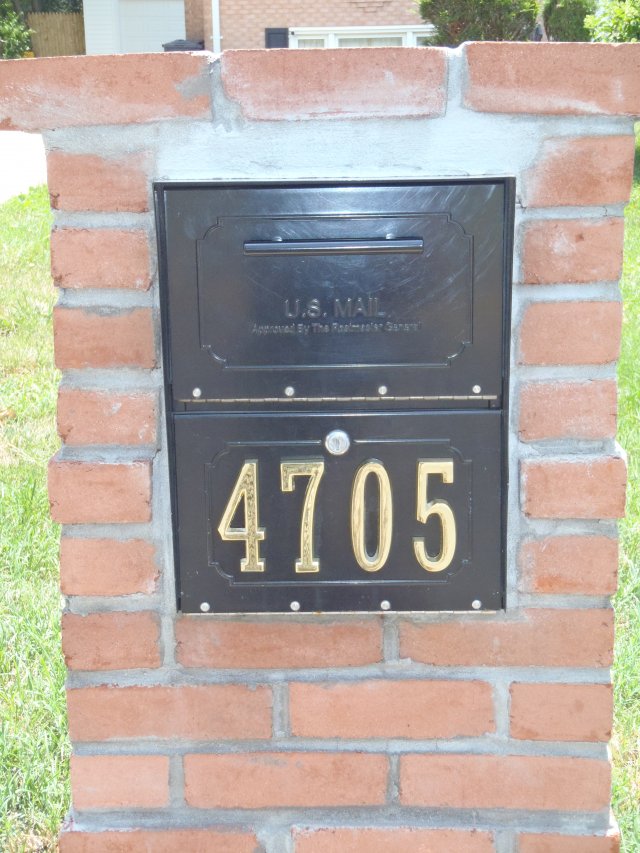 U.S. MAIL
Approved By The Postmaster General
4705